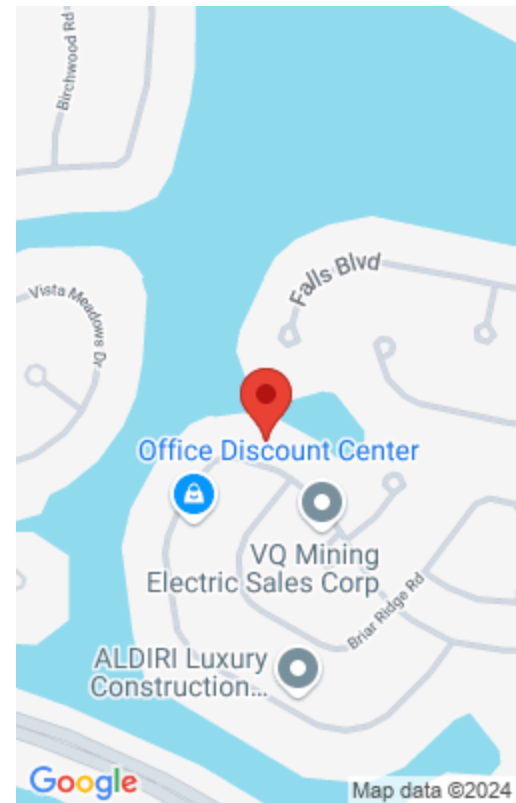 Birchwood Rd
Falls Blvd
Vista Meadows Dr
Office Discount Center
VQ Mining
Electric Sales Corp
Briar Ridge Rd
ALDIRI Luxury
Construction...
Google
Map data ©2024